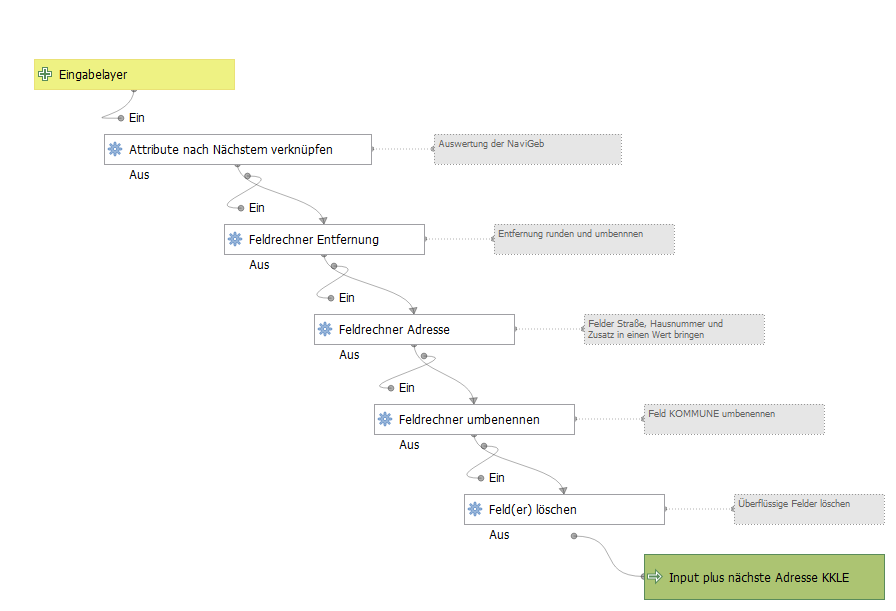 Eingabelayer
Ein
Attribute nach Nächstem verknüpfen
Auswertung der NaviGeb
Aus
Ein
Feldrechner Entfernung
Entfernung runden und umbennnen
Aus
Ein
Feldrechner Adresse
Felder Straße, Hausnummer und
Zusatz in einen Wert bringen
Aus
Ein
Feldrechner umbenennen
Feld KOMMUNE umbenennen
Aus
Ein
Feld(er) löschen
Überflüssige Felder löschen
Aus
Input plus nächste Adresse KKLE